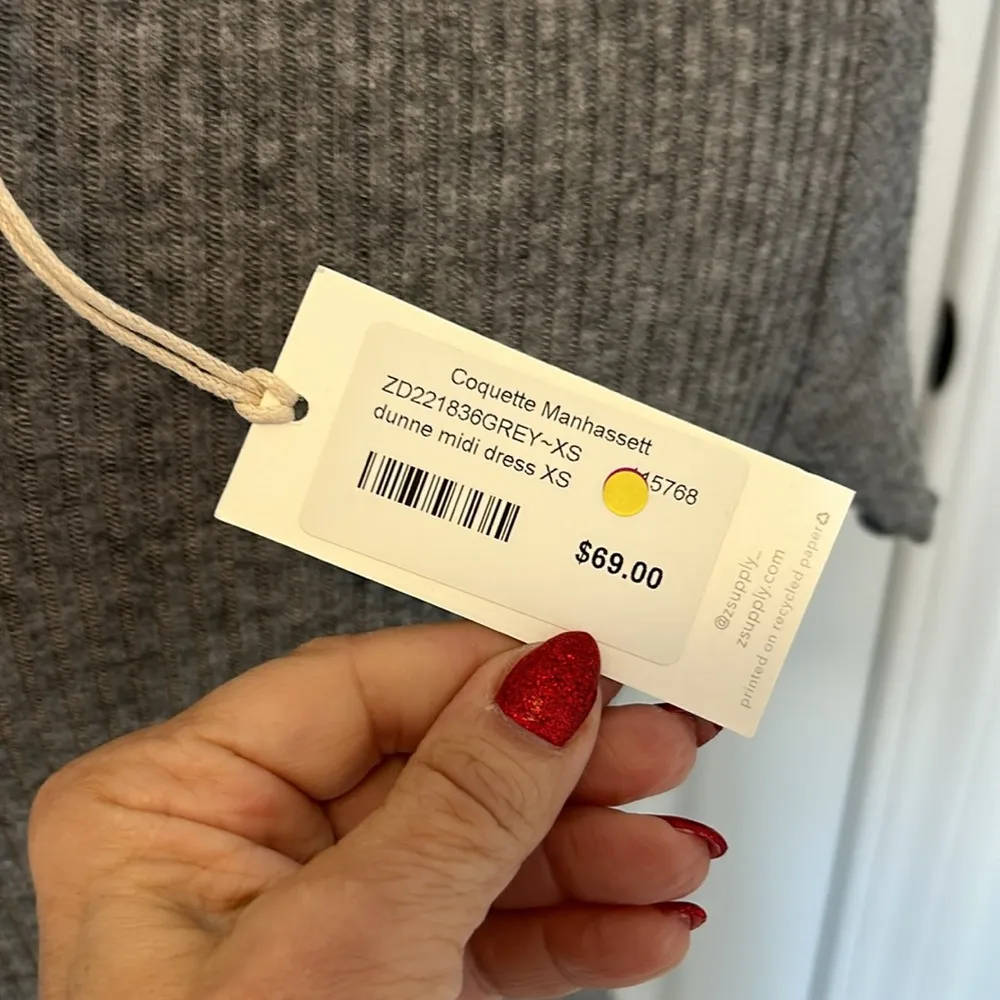 Coquette Manhassett
ZD221836GREY~XS
dunne midi dress XS
15768
$69.00
@zsupply_
zsupply.com
printed on recycled paper